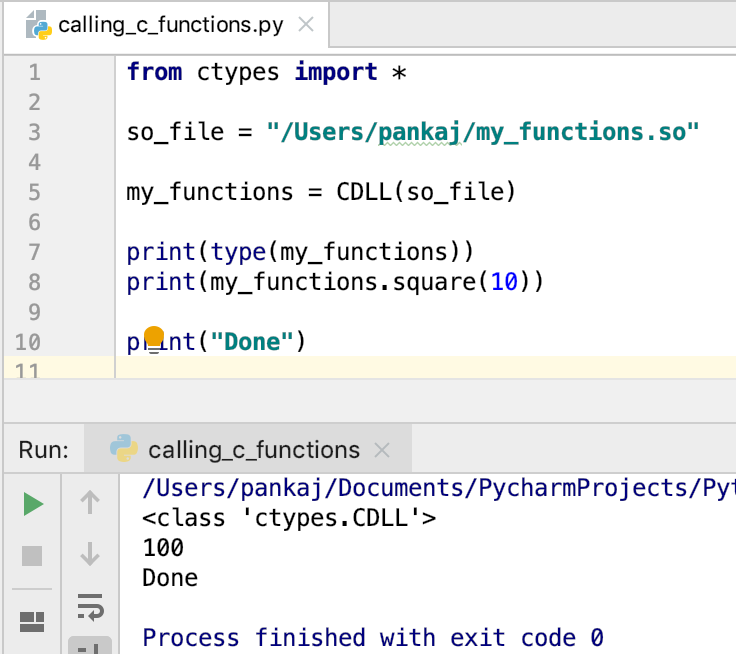 calling_c_functions.py
1 from ctypes import *
2
3 so_file = "/Users/pankaj/my_functions.so"
4
5 my_functions = CDLL(so_file)
6
7 print(type(my_functions))
8 print(my_functions.square(10))
9
10 print("Done")
11
Run: calling_c_functions
/Users/pankaj/Documents/PycharmProjects/Pyt
<class 'ctypes.CDLL'>
100
Done
Process finished with exit code 0